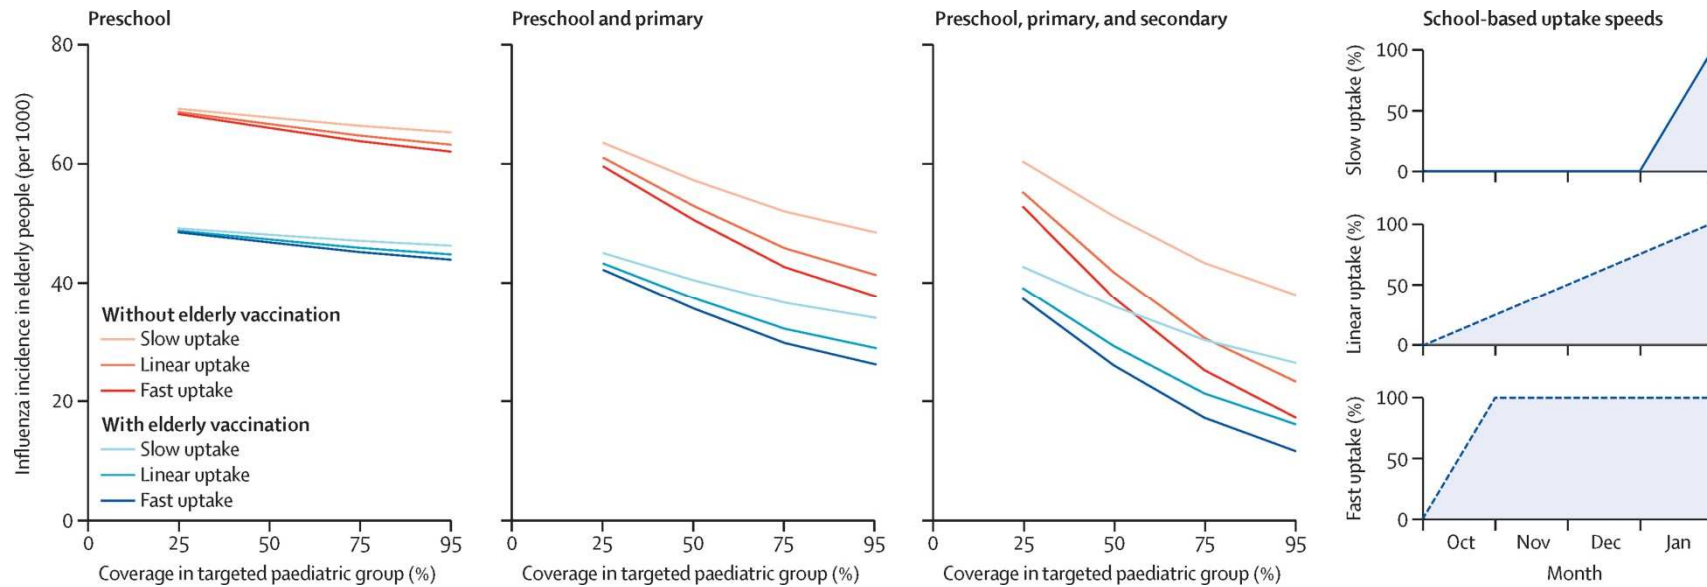 Preschool
Preschool and primary
Preschool, primary, and secondary
School-based uptake speeds
Influenza incidence in elderly people (per 1000)
80
60
40
20
0
Without elderly vaccination
Slow uptake
Linear uptake
Fast uptake
With elderly vaccination
Slow uptake
Linear uptake
Fast uptake
0 25 50 75 95
Coverage in targeted paediatric group (%)
0 25 50 75 95
Coverage in targeted paediatric group (%)
0 25 50 75 95
Coverage in targeted paediatric group (%)
Slow uptake (%)
100
50
0
Linear uptake (%)
100
50
0
Fast uptake (%)
100
50
0
Oct Nov Dec Jan
Month